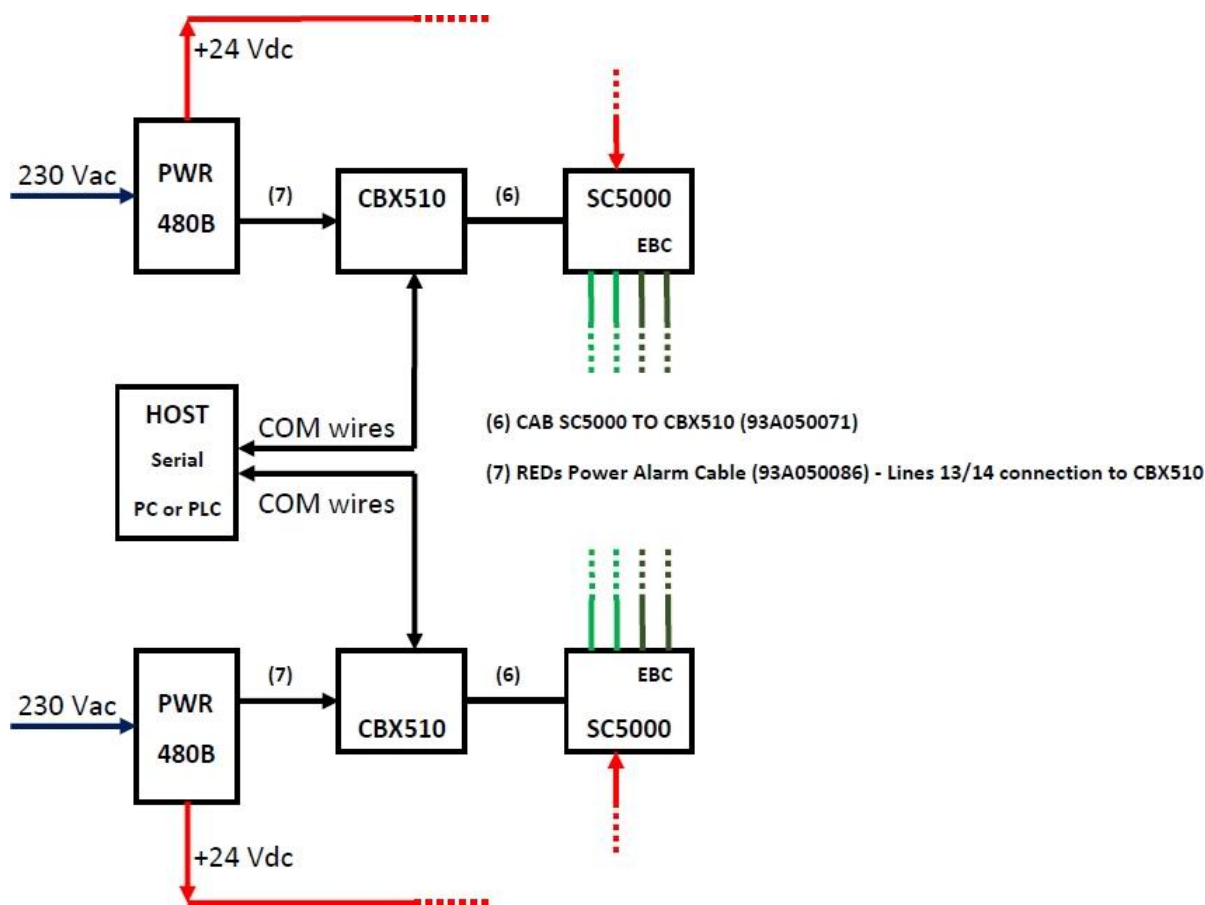 +24 Vdc
230 Vac
PWR
480B
(7)
CBX510
(6)
SC5000
EBC
HOST
Serial
PC or PLC
COM wires
COM wires
(6) CAB SC5000 TO CBX510 (93A050071)
(7) REDs Power Alarm Cable (93A050086) - Lines 13/14 connection to CBX510
230 Vac
PWR
480B
(7)
CBX510
(6)
EBC
SC5000
+24 Vdc